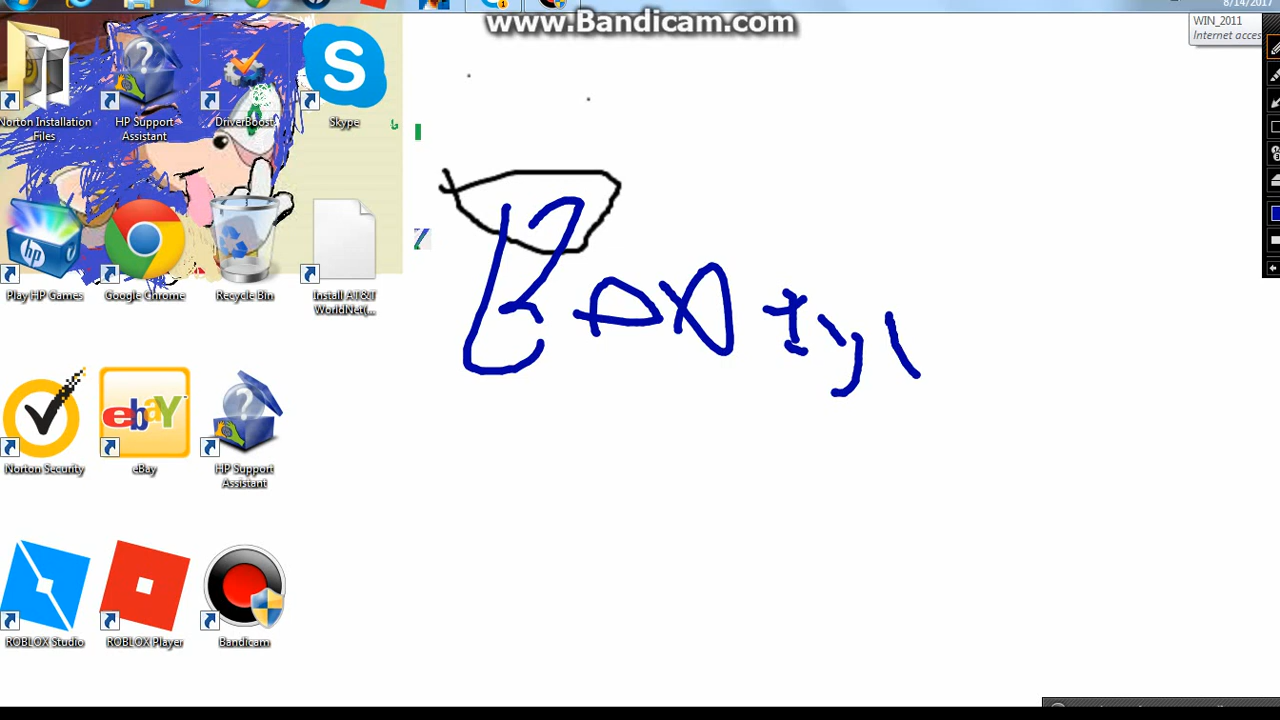 www.Bandicam.com
8/14/2017
WIN_2011
Internet acces
Norton Installation
Files
HP Support
Assistant
DriverBoost
Skype
S
hp
Play HP Games
Google Chrome
Recycle Bin
Install AT&T
WorldNet(...
ebaY
Norton Security
eBay
HP Support
Assistant
ROBLOX Studio
ROBLOX Player
Bandicam